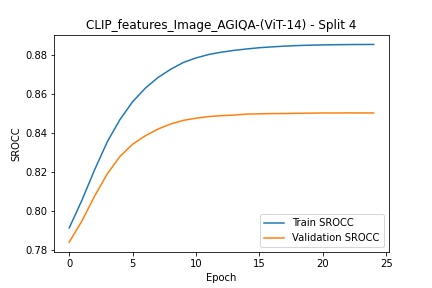 CLIP_features_Image_AGIQA-(ViT-14) - Split 4
SROCC
0.88
0.86
0.84
0.82
0.80
0.78
Train SROCC
Validation SROCC
0 5 10 15 20 25
Epoch